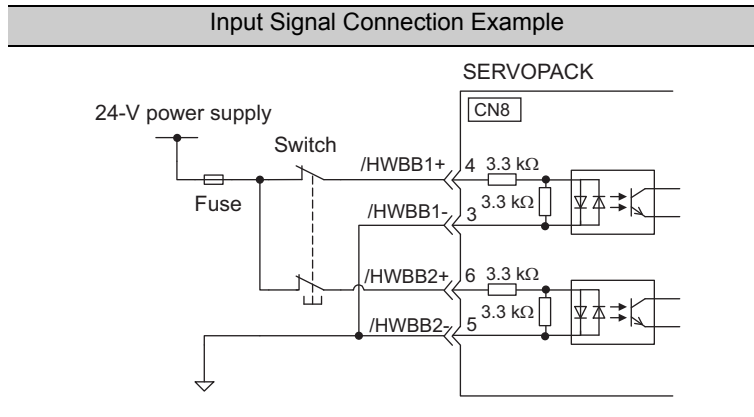 Input Signal Connection Example
SERVOPACK
CN8
24-V power supply
Switch
Fuse
/HWBB1+ 4 3.3 kΩ
/HWBB1- 3 3.3 kΩ
/HWBB2+ 6 3.3 kΩ
/HWBB2- 5 3.3 kΩ